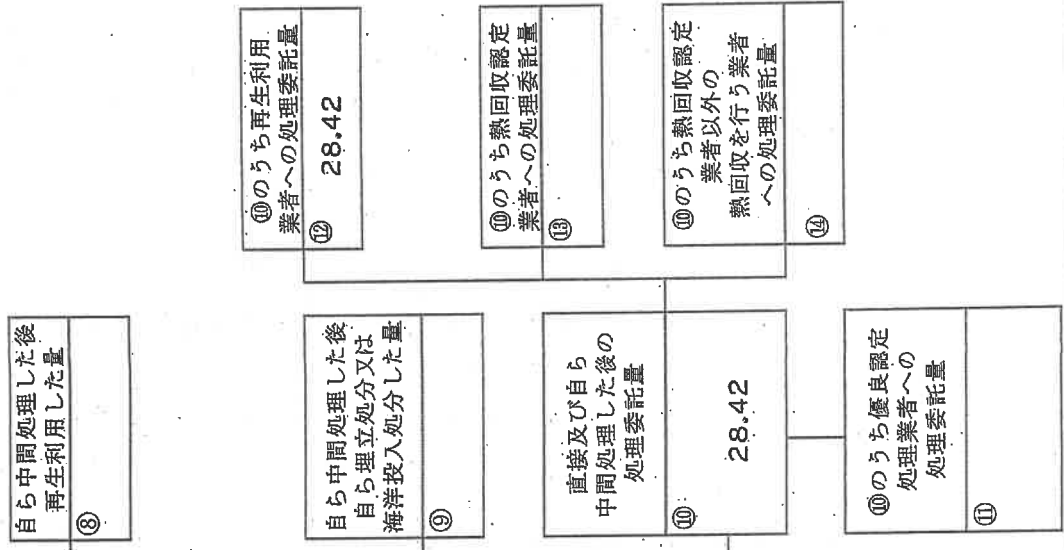 自ら中間処理した後
再生利用した量
⑧
自ら中間処理した後
自ら埋立処分又は
海洋投入処分した量
⑨
直接及び自ら
中間処理した後の
処理委託量
⑩
28.42
⑩のうち優良認定
処理業者への
処理委託量
⑪
⑩のうち再生利用
業者への処理委託量
⑫
28.42
⑩のうち熱回収認定
業者への処理委託量
⑬
⑩のうち熱回収認定
業者以外の
熱回収を行う業者
への処理委託量
⑭